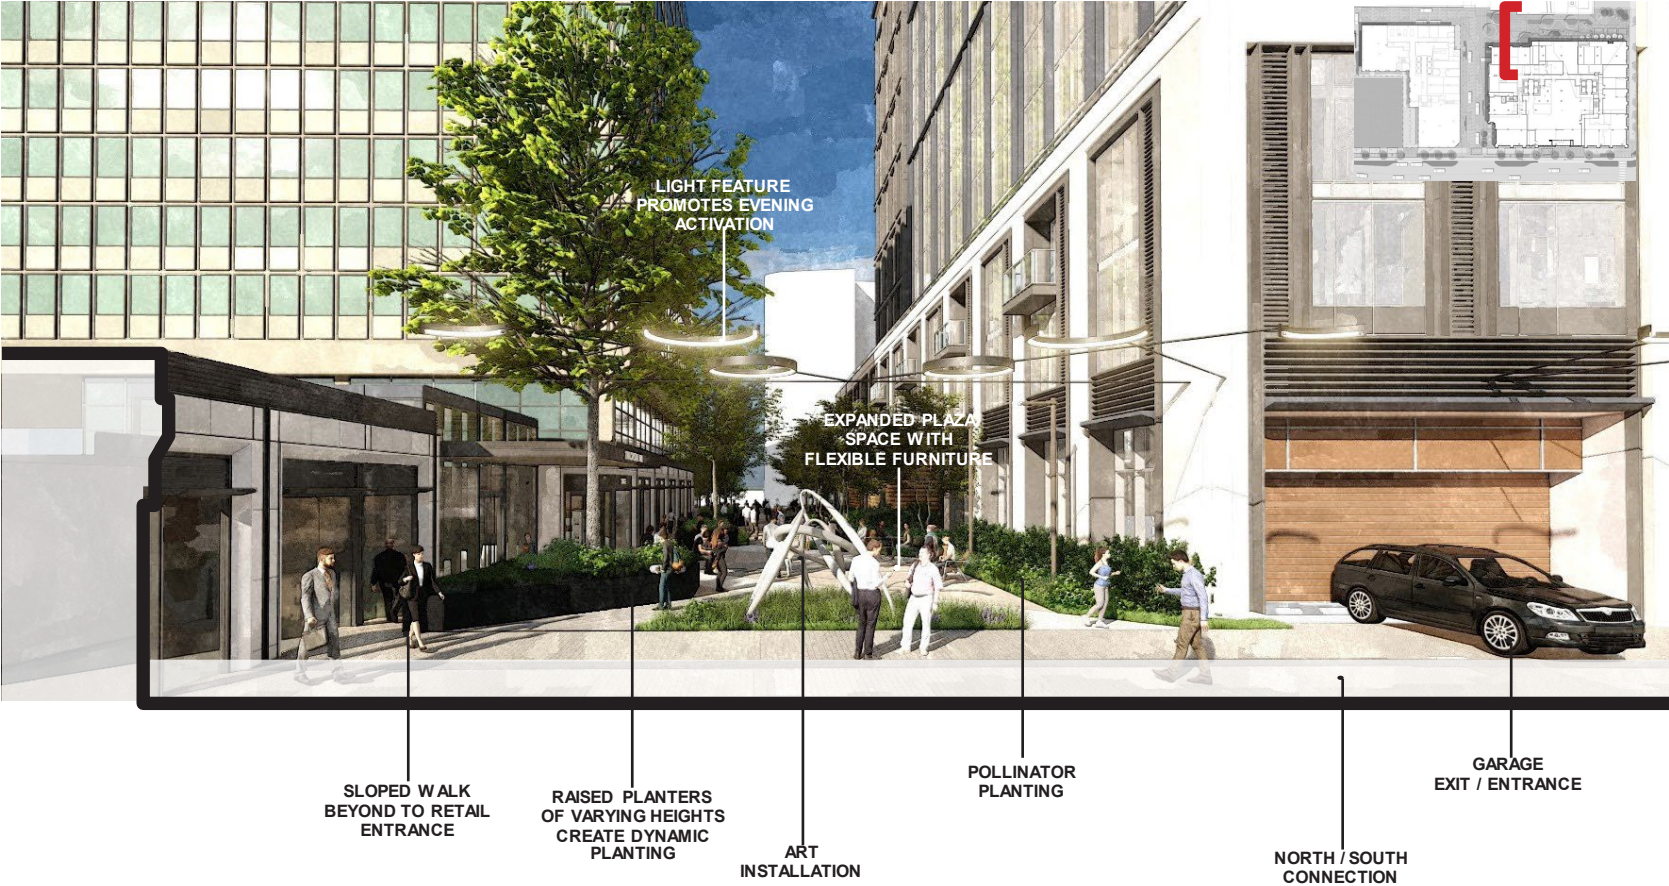 LIGHT FEATURE
PROMOTES EVENING
ACTIVATION
EXPANDED PLAZA
SPACE WITH
FLEXIBLE FURNITURE
SLOPED WALK
BEYOND TO RETAIL
ENTRANCE
RAISED PLANTERS
OF VARYING HEIGHTS
CREATE DYNAMIC
PLANTING
ART
INSTALLATION
POLLINATOR
PLANTING
NORTH / SOUTH
CONNECTION
GARAGE
EXIT / ENTRANCE